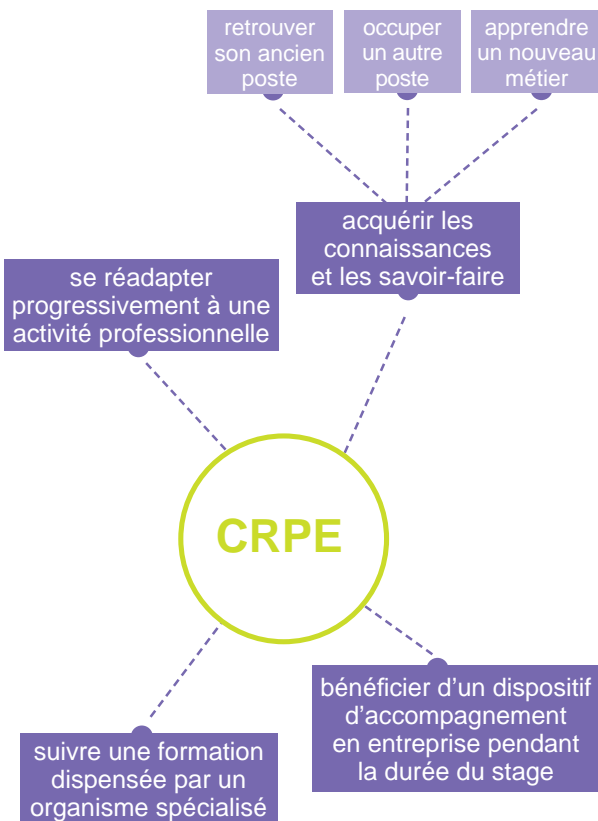 retrouver
son ancien
poste
occuper
un autre
poste
apprendre
un nouveau
métier
acquérir les
connaissances
et les savoir-faire
se réadapter
progressivement à une
activité professionnelle
CRPE
bénéficier d’un dispositif
d’accompagnement
en entreprise pendant
la durée du stage
suivre une formation
dispensée par un
organisme spécialisé